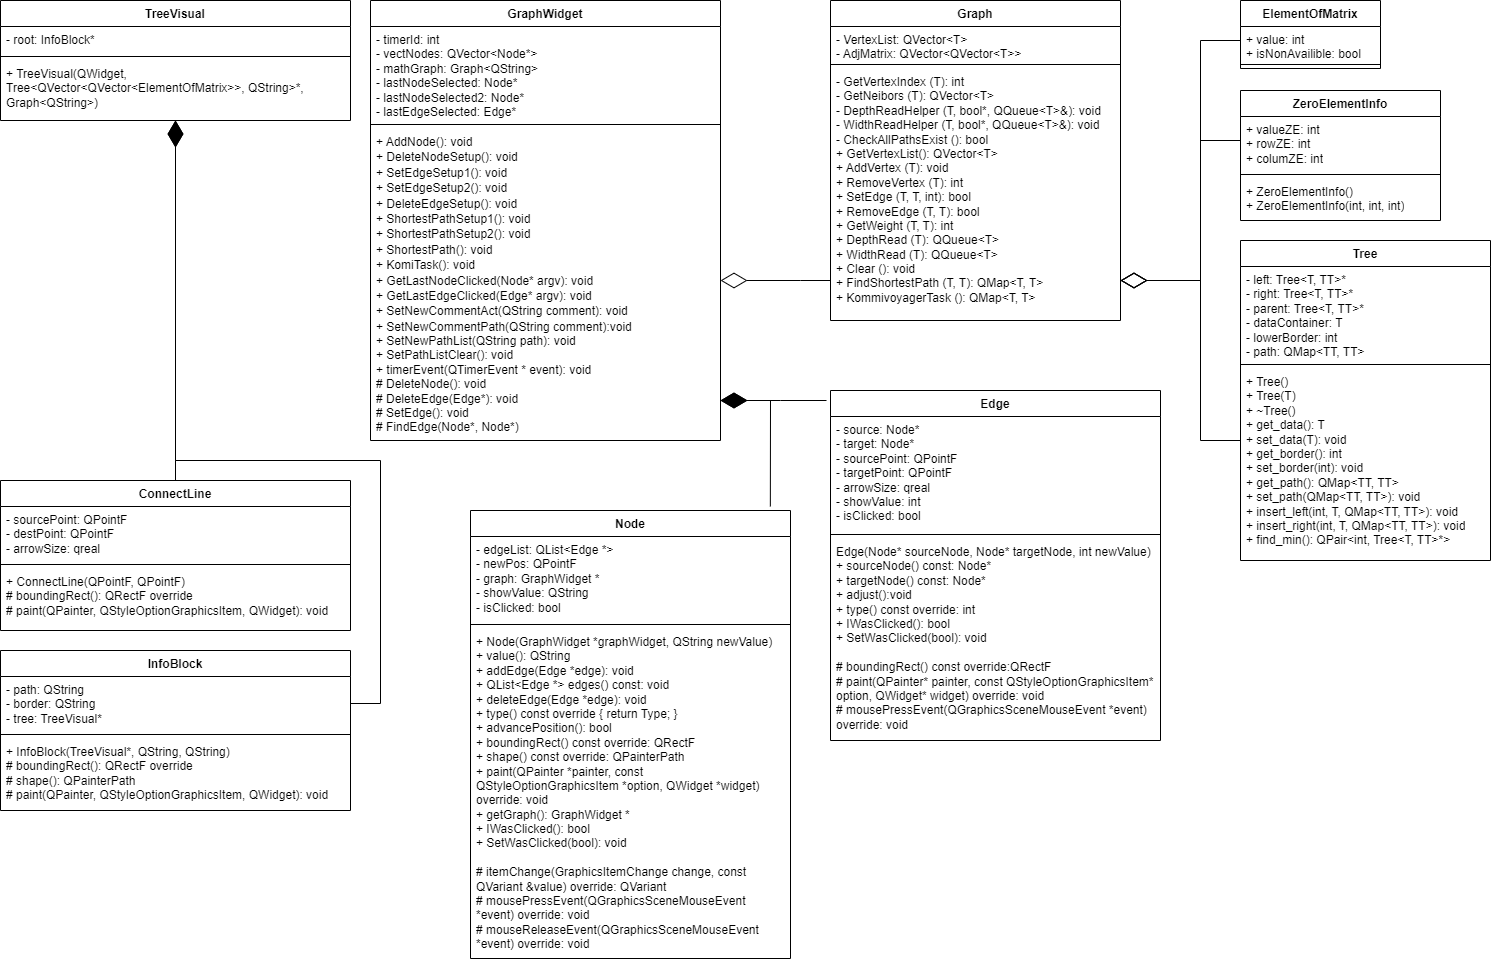 TreeVisual
- root: InfoBlock*
+ TreeVisual(QWidget,
Tree<QVector<QVector<ElementOfMatrix>>, QString>*,
Graph<QString>)
GraphWidget
- timerId: int
- vectNodes: QVector<Node*>
- mathGraph: Graph<QString>
- lastNodeSelected: Node*
- lastNodeSelected2: Node*
- lastEdgeSelected: Edge*
+ AddNode(): void
+ DeleteNodeSetup(): void
+ SetEdgeSetup1(): void
+ SetEdgeSetup2(): void
+ DeleteEdgeSetup(): void
+ ShortestPathSetup1(): void
+ ShortestPathSetup2(): void
+ ShortestPath(): void
+ KomiTask(): void
+ GetLastNodeClicked(Node* argv): void
+ GetLastEdgeClicked(Edge* argv): void
+ SetNewCommentAct(QString comment): void
+ SetNewCommentPath(QString comment):void
+ SetNewPathList(QString path): void
+ SetPathListClear(): void
+ timerEvent(QTimerEvent * event): void
# DeleteNode(): void
# DeleteEdge(Edge*): void
# SetEdge(): void
# FindEdge(Node*, Node*)
Graph
- VertexList: QVector<T>
- AdjMatrix: QVector<QVector<T>>
- GetVertexIndex (T): int
- GetNeibors (T): QVector<T>
- DepthReadHelper (T, bool*, QQueue<T>&): void
- WidthReadHelper (T, bool*, QQueue<T>&): void
- CheckAllPathsExist (): bool
+ GetVertexList(): QVector<T>
+ AddVertex (T): void
+ RemoveVertex (T): int
+ SetEdge (T, T, int): bool
+ RemoveEdge (T, T): bool
+ GetWeight (T, T): int
+ DepthRead (T): QQueue<T>
+ WidthRead (T): QQueue<T>
+ Clear (): void
+ FindShortestPath (T, T): QMap<T, T>
+ KommivoyagerTask (): QMap<T, T>
ElementOfMatrix
+ value: int
+ isNonAvailible: bool
ZeroElementInfo
+ valueZE: int
+ rowZE: int
+ columZE: int
+ ZeroElementInfo()
+ ZeroElementInfo(int, int, int)
Tree
- left: Tree<T, TT>*
- right: Tree<T, TT>*
- parent: Tree<T, TT>*
- dataContainer: T
- lowerBorder: int
- path: QMap<TT, TT>
+ Tree()
+ Tree(T)
+ ~Tree()
+ get_data(): T
+ set_data(T): void
+ get_border(): int
+ set_border(int): void
+ get_path(): QMap<TT, TT>
+ set_path(QMap<TT, TT>): void
+ insert_left(int, T, QMap<TT, TT>): void
+ insert_right(int, T, QMap<TT, TT>): void
+ find_min(): QPair<int, Tree<T, TT>*>
ConnectLine
- sourcePoint: QPointF
- destPoint: QPointF
- arrowSize: qreal
+ ConnectLine(QPointF, QPointF)
# boundingRect(): QRectF override
# paint(QPainter, QStyleOptionGraphicsItem, QWidget): void
InfoBlock
- path: QString
- border: QString
- tree: TreeVisual*
+ InfoBlock(TreeVisual*, QString, QString)
# boundingRect(): QRectF override
# shape(): QPainterPath
# paint(QPainter, QStyleOptionGraphicsItem, QWidget): void
Node
- edgeList: QList<Edge *>
- newPos: QPointF
- graph: GraphWidget *
- showValue: QString
- isClicked: bool
+ Node(GraphWidget *graphWidget, QString newValue)
+ value(): QString
+ addEdge(Edge *edge): void
+ QList<Edge *> edges() const: void
+ deleteEdge(Edge *edge): void
+ type() const override { return Type; }
+ advancePosition(): bool
+ boundingRect() const override: QRectF
+ shape() const override: QPainterPath
+ paint(QPainter *painter, const
QStyleOptionGraphicsItem *option, QWidget *widget)
override: void
+ getGraph(): GraphWidget *
+ IWasClicked(): bool
+ SetWasClicked(bool): void
# itemChange(GraphicsItemChange change, const
QVariant &value) override: QVariant
# mousePressEvent(QGraphicsSceneMouseEvent
*event) override: void
# mouseReleaseEvent(QGraphicsSceneMouseEvent
*event) override: void
Edge
- source: Node*
- target: Node*
- sourcePoint: QPointF
- targetPoint: QPointF
- arrowSize: qreal
- showValue: int
- isClicked: bool
Edge(Node* sourceNode, Node* targetNode, int newValue)
+ sourceNode() const: Node*
+ targetNode() const: Node*
+ adjust():void
+ type() const override: int
+ IWasClicked(): bool
+ SetWasClicked(bool): void
# boundingRect() const override:QRectF
# paint(QPainter* painter, const QStyleOptionGraphicsItem*
option, QWidget* widget) override: void
# mousePressEvent(QGraphicsSceneMouseEvent *event)
override: void